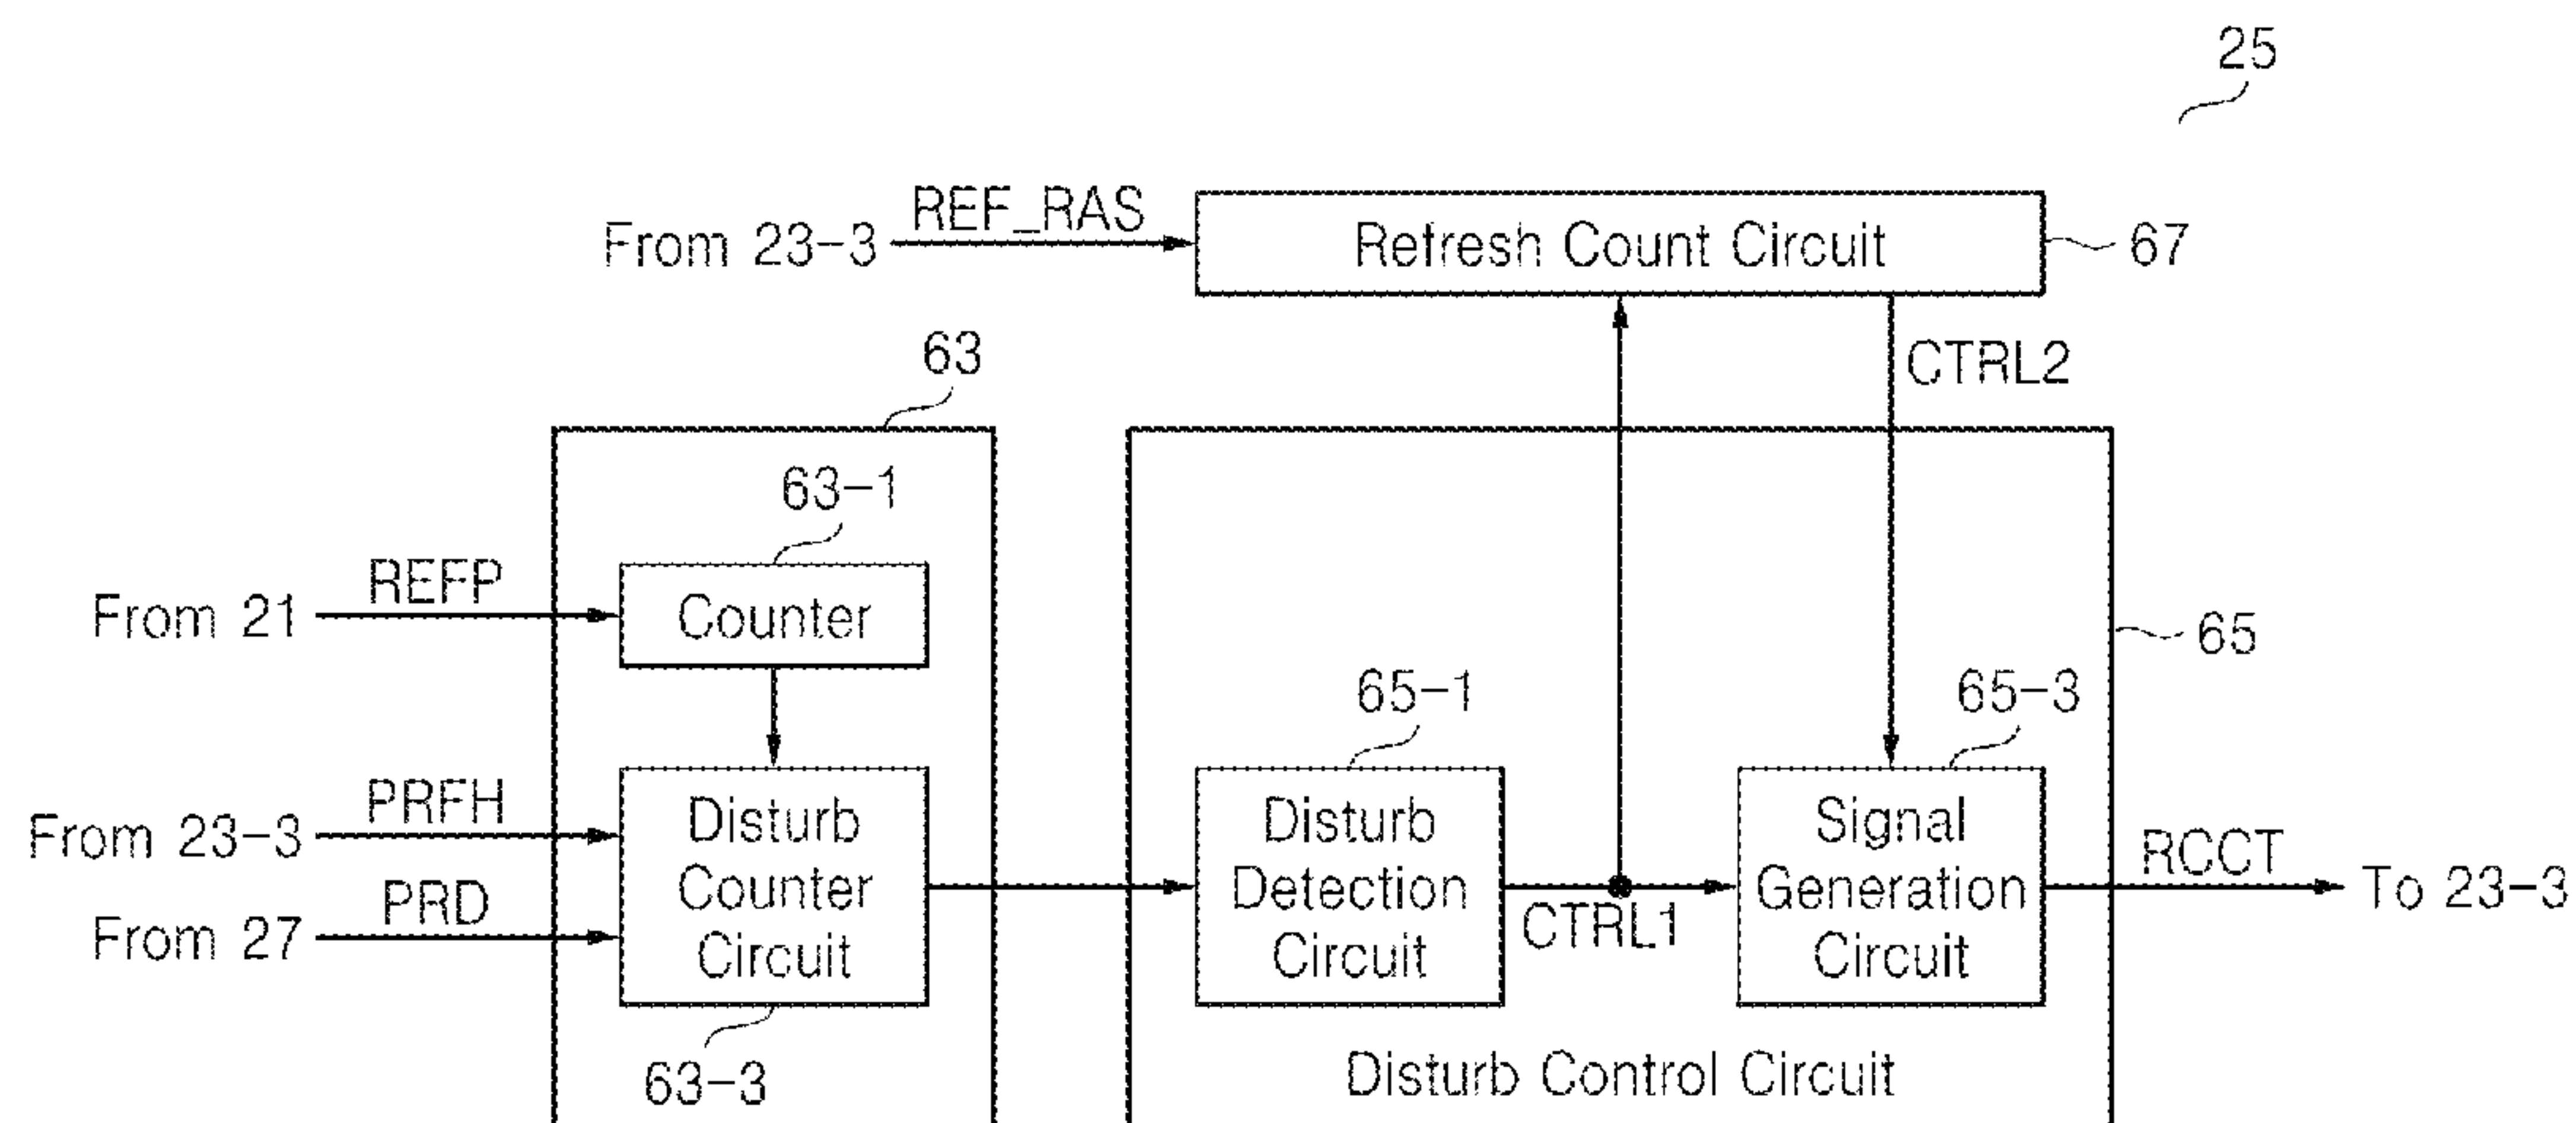 25
From 23-3
REF_RAS
Refresh Count Circuit
67
63
CTRL2
63-1
From 21
REFP
Counter
65
65-1
65-3
From 23-3
PRFH
Disturb
Counter
Circuit
From 27
PRD
Disturb
Detection
Circuit
CTRL1
Signal
Generation
Circuit
RCCT
To 23-3
63-3
Disturb Control Circuit